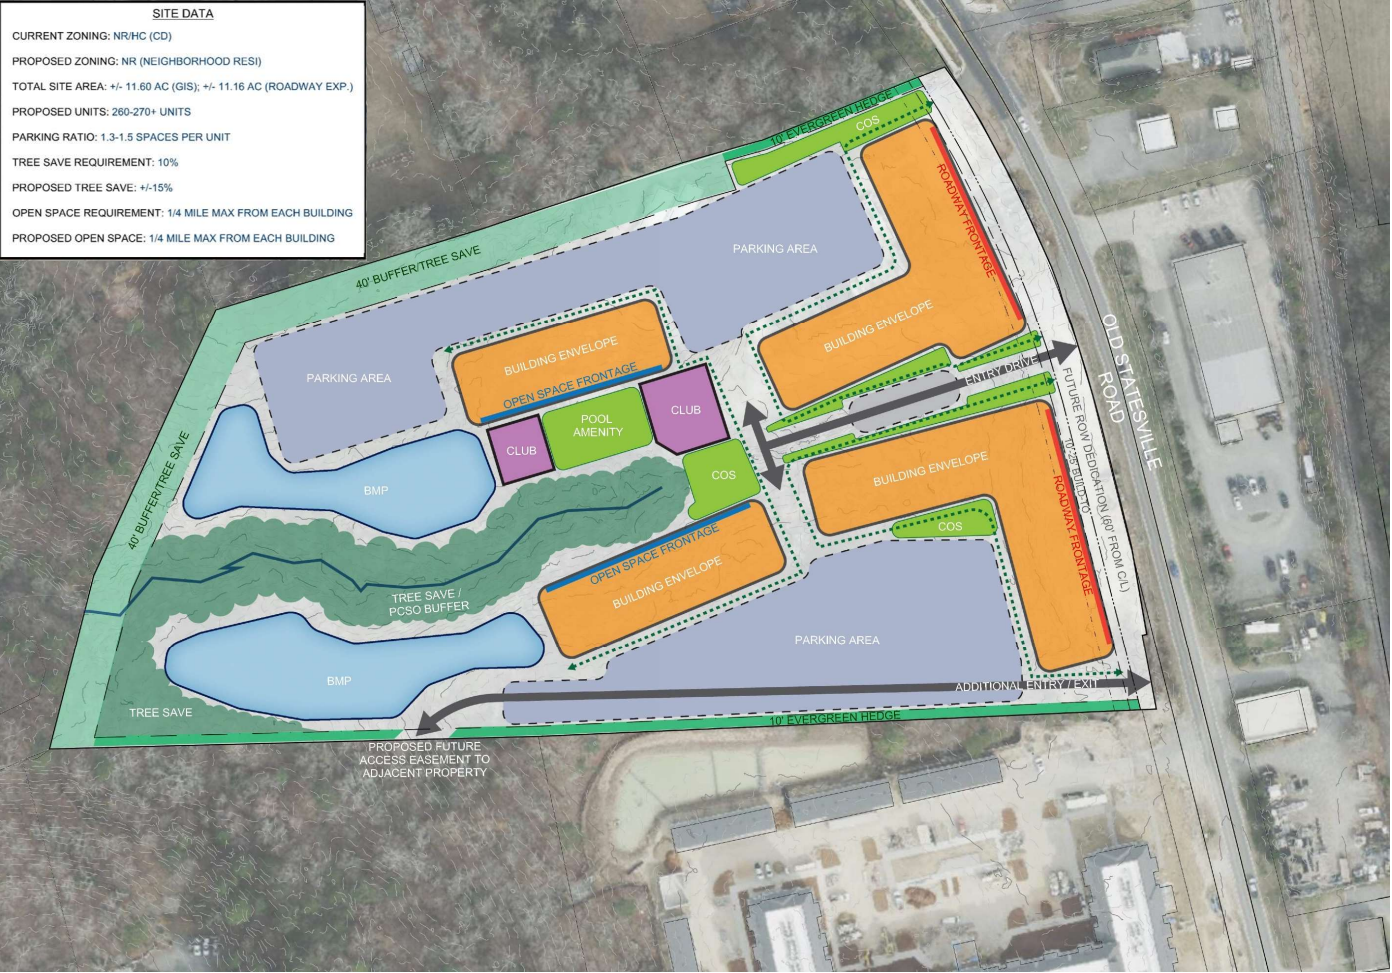 SITE DATA
CURRENT ZONING: NR/HC (CD)
PROPOSED ZONING: NR (NEIGHBORHOOD RESI)
TOTAL SITE AREA: +/- 11.60 AC (GIS); +/- 11.16 AC (ROADWAY EXP.)
PROPOSED UNITS: 260-270+ UNITS
PARKING RATIO: 1.3-1.5 SPACES PER UNIT
TREE SAVE REQUIREMENT: 10%
PROPOSED TREE SAVE: +/-15%
OPEN SPACE REQUIREMENT: 1/4 MILE MAX FROM EACH BUILDING
PROPOSED OPEN SPACE: 1/4 MILE MAX FROM EACH BUILDING
10' EVERGREEN HEDGE
COS
ROADWAY FRONTAGE
PARKING AREA
40' BUFFER/TREE SAVE
BUILDING ENVELOPE
BUILDING ENVELOPE
OPEN SPACE FRONTAGE
PARKING AREA
ENTRY DRIVE
OLD STATESVILLE
ROAD
CLUB
POOL
AMENITY
CLUB
COS
BUILDING ENVELOPE
FUTURE ROW DEDICATION (60' FROM C/L)
10'-25' BUILD-TO
ROADWAY FRONTAGE
40' BUFFER/TREE SAVE
BMP
COS
OPEN SPACE FRONTAGE
BUILDING ENVELOPE
TREE SAVE /
PCSO BUFFER
PARKING AREA
BMP
ADDITIONAL ENTRY / EXIT
TREE SAVE
10' EVERGREEN HEDGE
PROPOSED FUTURE
ACCESS EASEMENT TO
ADJACENT PROPERTY